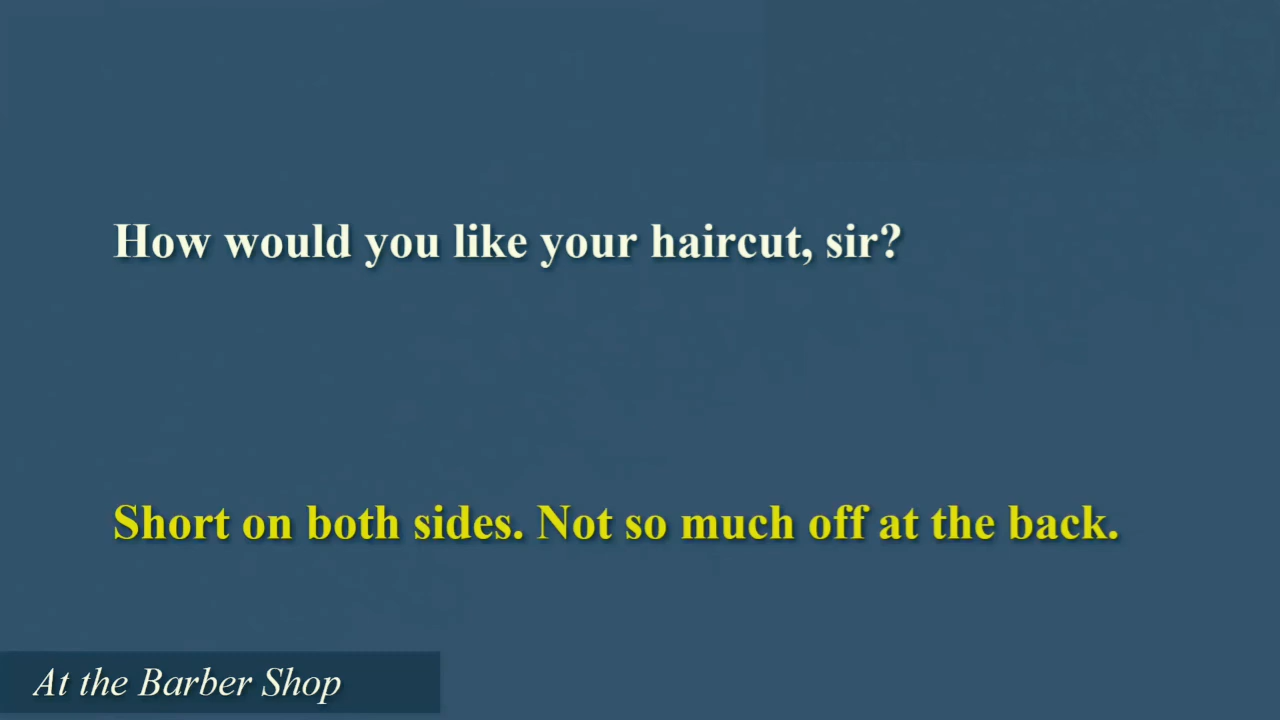 How would you like your haircut, sir?
Short on both sides. Not so much off at the back.
At the Barber Shop